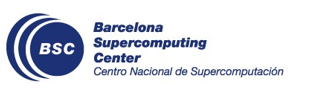 BSC
Barcelona
Supercomputing
Center
Centro Nacional de Supercomputación